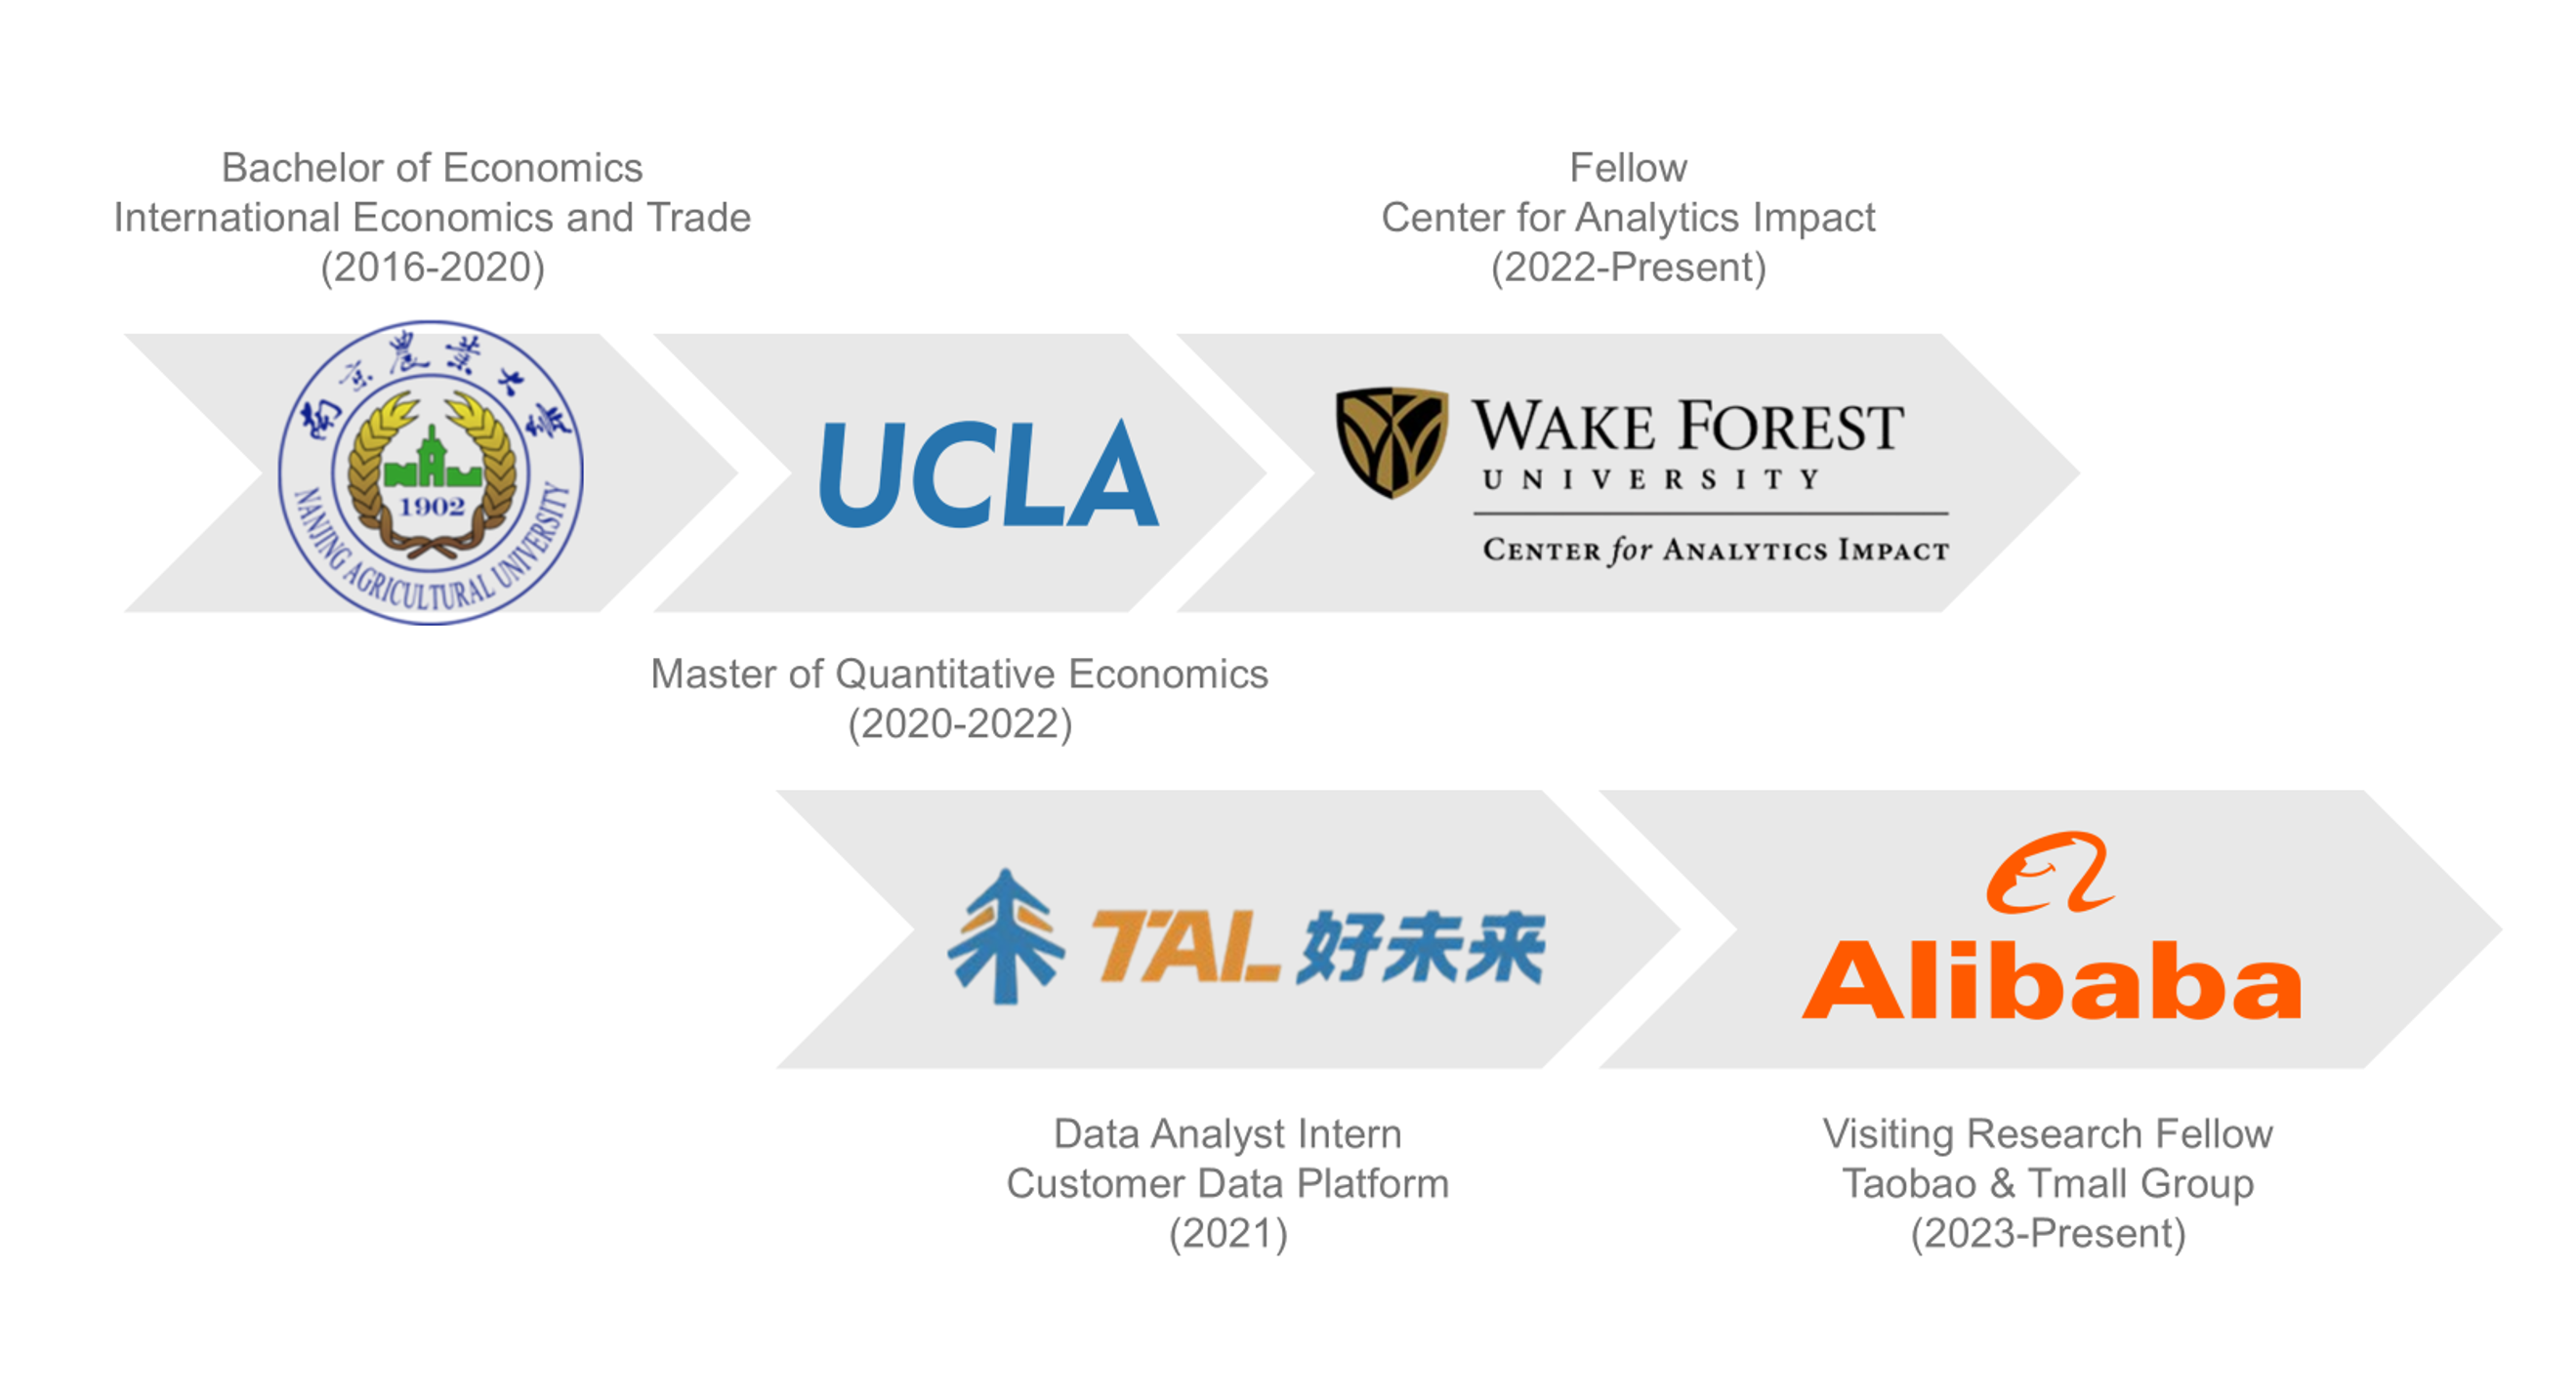 Bachelor of Economics
International Economics and Trade
(2016-2020)
Fellow
Center for Analytics Impact
(2022-Present)
南京農業大學
1902
NANJING AGRICULTURAL UNIVERSITY
UCLA
WAKE FOREST
UNIVERSITY
CENTER for ANALYTICS IMPACT
Master of Quantitative Economics
(2020-2022)
TAL 好未来
Alibaba
Data Analyst Intern
Customer Data Platform
(2021)
Visiting Research Fellow
Taobao & Tmall Group
(2023-Present)